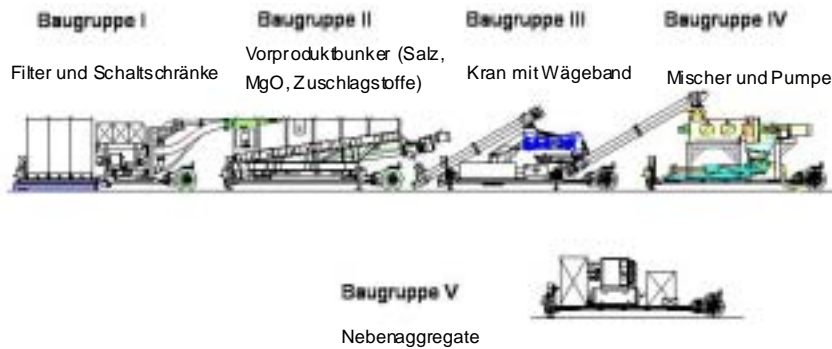 Baugruppe I
Filter und Schaltschränke
Baugruppe II
Vorproduktbunker (Salz,
MgO, Zuschlagstoffe)
Baugruppe III
Kran mit Wägeband
Baugruppe IV
Mischer und Pumpe
Baugruppe V
Nebenaggregate